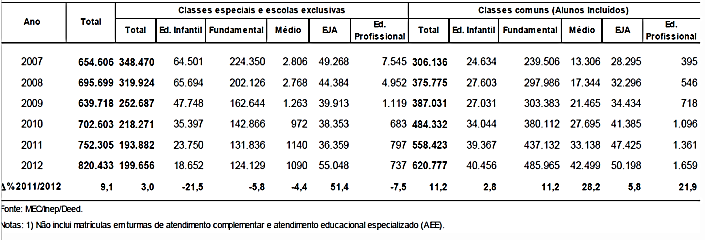 Ano Total Classes especiais e escolas exclusivas Classes comuns (Alunos Incluídos)
Total Ed. Infantil Fundamental Médio EJA Ed. Profissional Total Ed. Infantil Fundamental Médio EJA Ed. Profissional
2007 654.606 348.470 64.501 224.350 2.806 49.268 7.545 306.136 24.634 239.506 13.306 28.295 395
2008 695.699 319.924 65.694 202.126 2.768 44.384 4.952 375.775 27.603 297.986 17.344 32.296 546
2009 639.718 252.687 47.748 162.644 1.263 39.913 1.119 387.031 27.031 303.383 21.465 34.434 718
2010 702.603 218.271 35.397 142.866 972 38.353 683 484.332 34.044 380.112 27.695 41.385 1.096
2011 752.305 193.882 23.750 131.836 1140 36.359 797 558.423 39.367 437.132 33.138 47.425 1.361
2012 820.433 199.656 18.652 124.129 1090 55.048 737 620.777 40.456 485.965 42.499 50.198 1.659
Δ%2011/2012 9,1 3,0 -21,5 -5,8 -4,4 51,4 -7,5 11,2 2,8 11,2 28,2 5,8 21,9
Fonte: MEC/Inep/Deed.
Notas: 1) Não inclui matrículas em turmas de atendimento complementar e atendimento educacional especializado (AEE).